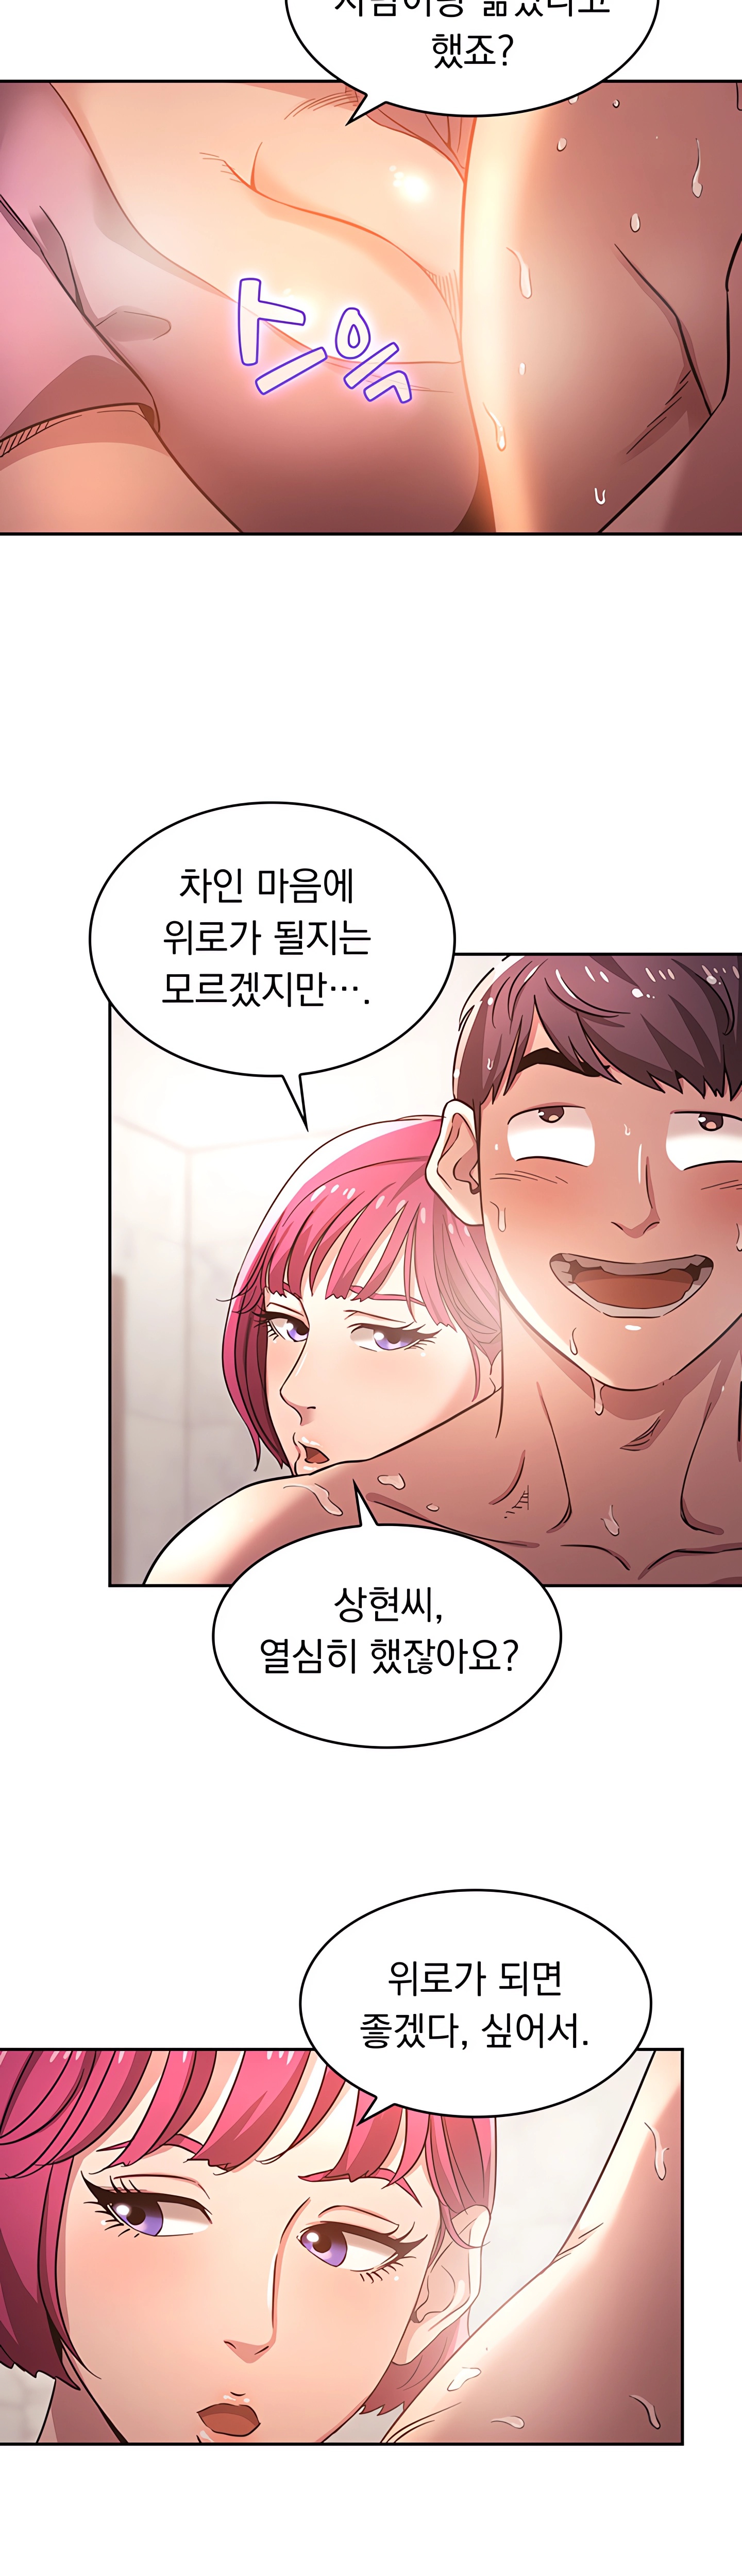 했죠?
스윽
차인 마음에
위로가 될지는
모르겠지만….
상현씨,
열심히 했잖아요?
위로가 되면
좋겠다, 싶어서.